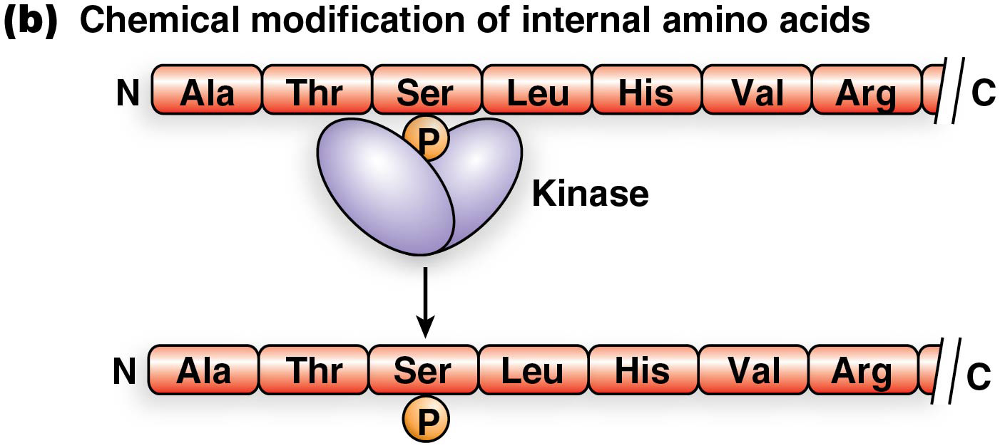 (b) Chemical modification of internal amino acids
N Ala Thr Ser Leu His Val Arg C
P
Kinase
N Ala Thr Ser Leu His Val Arg C
P